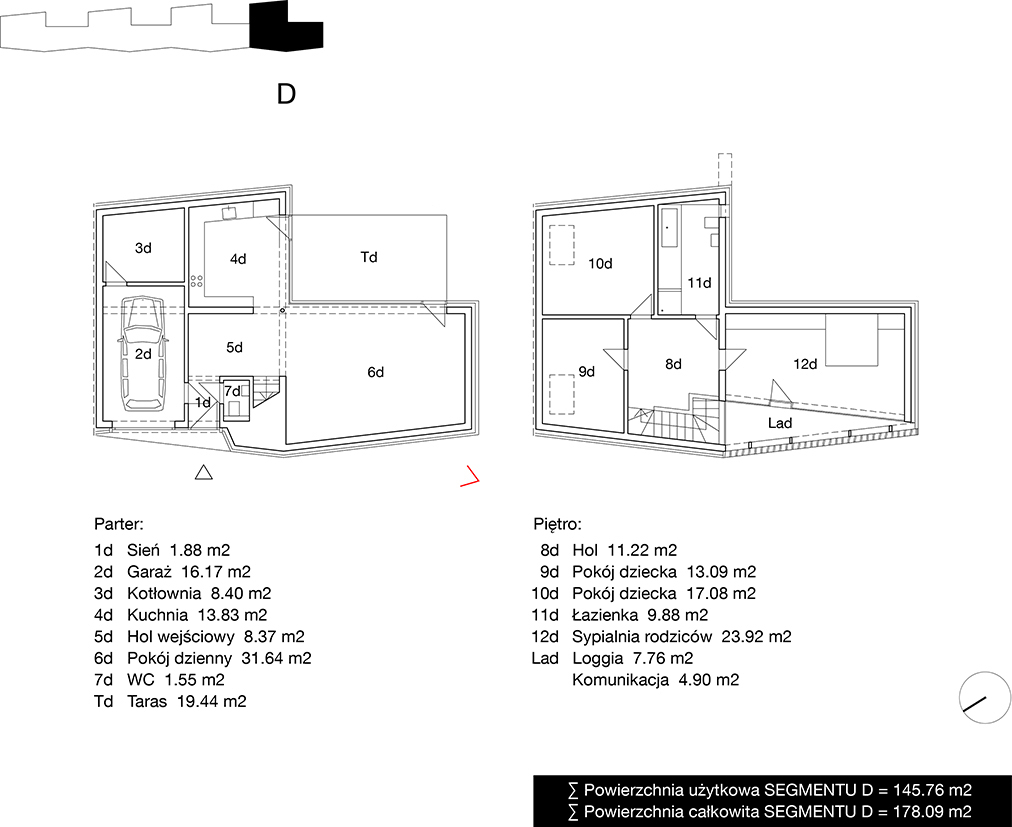 D
3d
4d
Td
2d
5d
6d
1d
7d
10d
11d
9d
8d
12d
Lad
Parter:
1d Sień 1.88 m2
2d Garaż 16.17 m2
3d Kotłownia 8.40 m2
4d Kuchnia 13.83 m2
5d Hol wejściowy 8.37 m2
6d Pokój dzienny 31.64 m2
7d WC 1.55 m2
Td Taras 19.44 m2
Piętro:
8d Hol 11.22 m2
9d Pokój dziecka 13.09 m2
10d Pokój dziecka 17.08 m2
11d Łazienka 9.88 m2
12d Sypialnia rodziców 23.92 m2
Lad Loggia 7.76 m2
Komunikacja 4.90 m2
∑ Powierzchnia użytkowa SEGMENTU D = 145.76 m2
∑ Powierzchnia całkowita SEGMENTU D = 178.09 m2